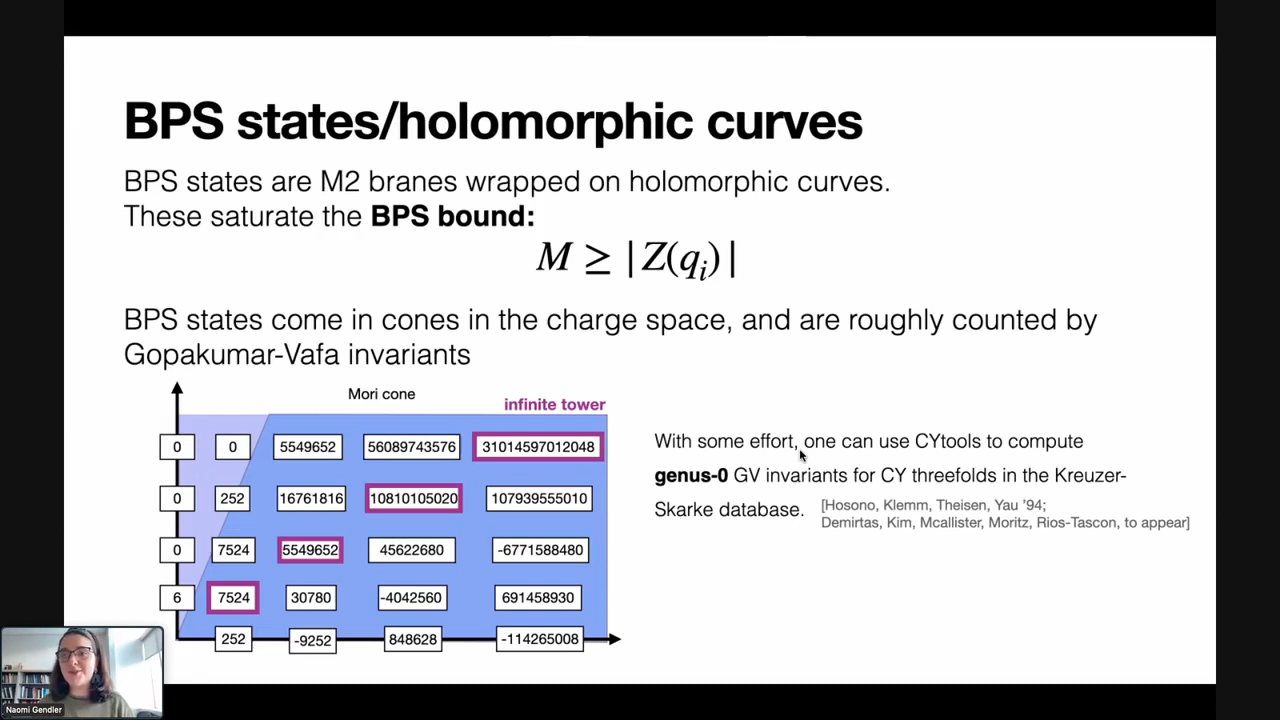 BPS states/holomorphic curves
BPS states are M2 branes wrapped on holomorphic curves.
These saturate the BPS bound:
M ≥ |Z(qᵢ)|
BPS states come in cones in the charge space, and are roughly counted by
Gopakumar-Vafa invariants
Mori cone
infinite tower
0 0 5549652 56089743576 31014597012048
0 252 16761816 10810105020 107939555010
0 7524 5549652 45622680 -6771588480
6 7524 30780 -4042560 691458930
252 -9252 848628 -114265008
With some effort, one can use CYtools to compute
genus-0 GV invariants for CY threefolds in the Kreuzer-
Skarke database.
[Hosono, Klemm, Theisen, Yau '94;
Demirtas, Kim, Mcallister, Moritz, Rios-Tascon, to appear]
Naomi Gendler